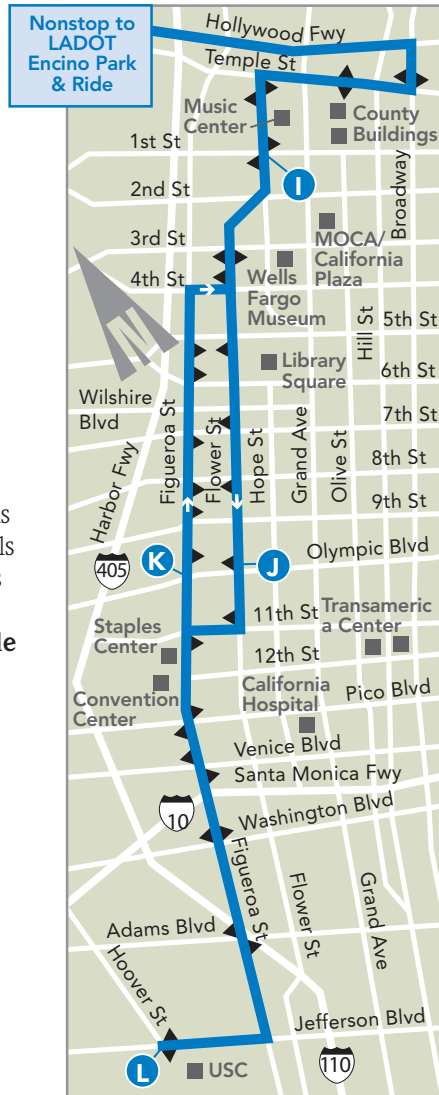 Nonstop to
LADOT
Encino Park
& Ride
Hollywood Fwy
Temple St
Music
Center
County
Buildings
1st St
I
2nd St
Broadway
3rd St
MOCA/
California
Plaza
4th St
Wells
Fargo
Museum
N
Hill St
5th St
Library
Square
6th St
Wilshire
Blvd
7th St
Harbor Fwy
Figueroa St
Flower St
Hope St
Grand Ave
Olive St
8th St
9th St
ls
s
405
K
J
Olympic Blvd
11th St
Transameric
a Center
Staples
Center
12th St
Convention
Center
California
Hospital
Pico Blvd
Venice Blvd
Santa Monica Fwy
10
Washington Blvd
Figueroa St
Flower St
Grand Ave
Adams Blvd
Hoover St
Jefferson Blvd
L
USC
110